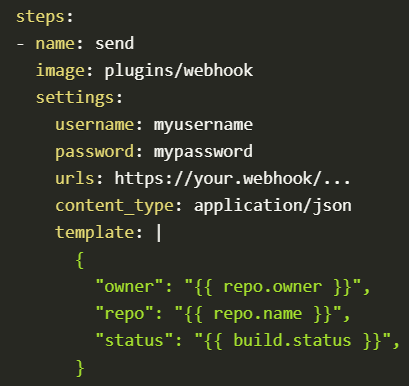 steps:
- name: send
  image: plugins/webhook
  settings:
    username: myusername
    password: mypassword
    urls: https://your.webhook/...
    content_type: application/json
    template: |
      {
        "owner": "{{ repo.owner }}",
        "repo": "{{ repo.name }}",
        "status": "{{ build.status }}",
      }